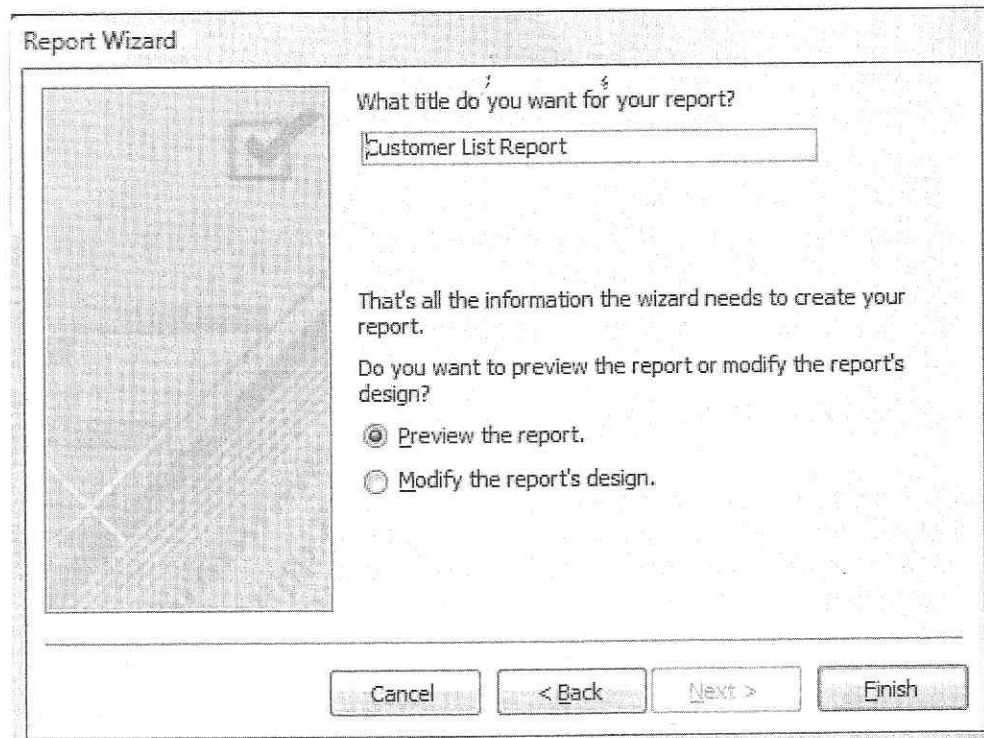 Report Wizard
What title do you want for your report?
Customer List Report
That's all the information the wizard needs to create your
report.
Do you want to preview the report or modify the report's
design?
Preview the report.
Modify the report's design.
Cancel
< Back
Next >
Finish